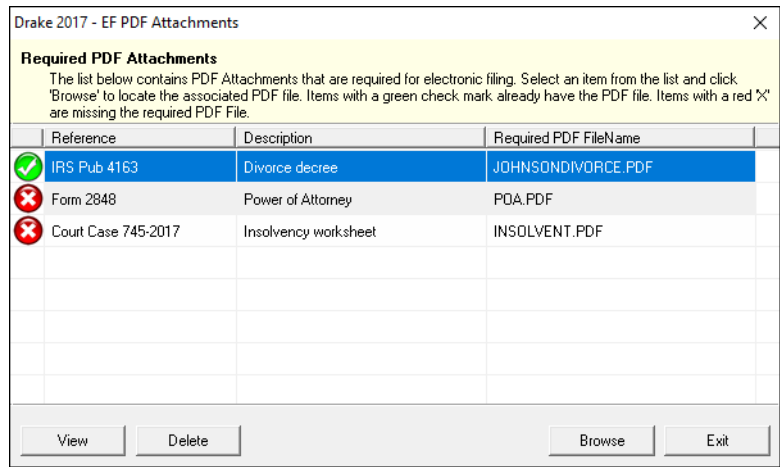 Drake 2017 - EF PDF Attachments
Required PDF Attachments
The list below contains PDF Attachments that are required for electronic filing. Select an item from the list and click
'Browse' to locate the associated PDF file. Items with a green check mark already have the PDF file. Items with a red 'X'
are missing the required PDF File.
Reference Description Required PDF FileName
IRS Pub 4163 Divorce decree JOHNSONDIVORCE.PDF
Form 2848 Power of Attorney POA.PDF
Court Case 745-2017 Insolvency worksheet INSOLVENT.PDF
View Delete Browse Exit